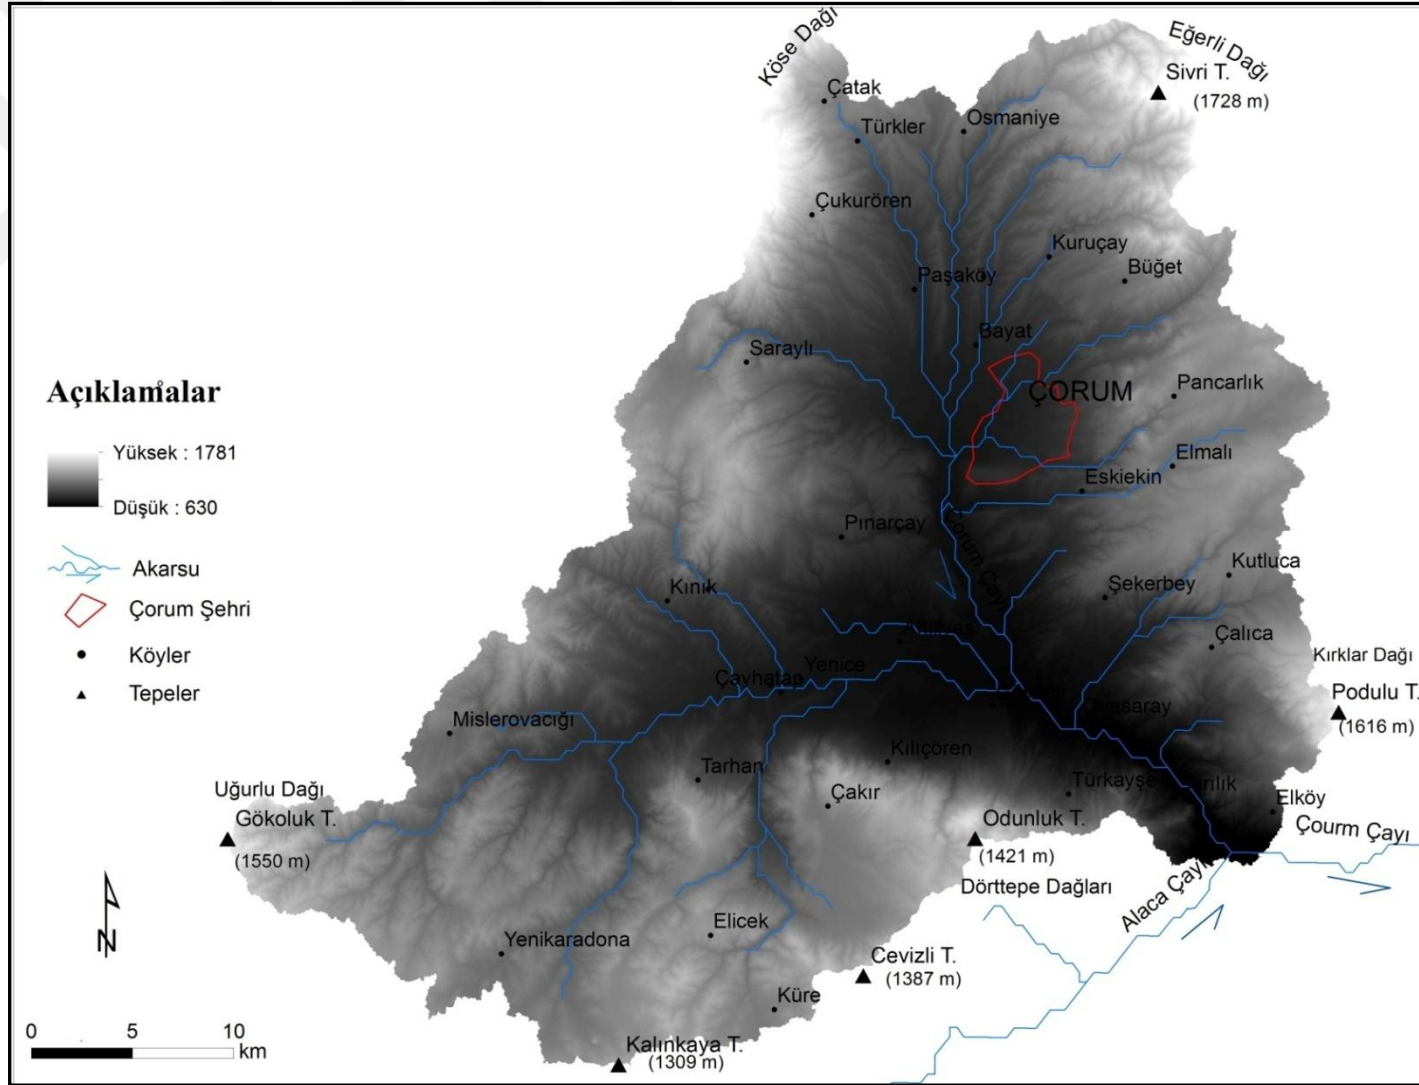 Köse Dağı
Eğerli Dağı
Sivri T.
(1728 m)
Çatak
Osmaniye
Türkler
Çukurören
Kuruçay
Büğet
Paşaköy
Bayat
Saraylı
ÇORUM
Pancarlık
Elmalı
Eskiekin
Pınarçay
Çorum Çayı
Kutluca
Şekerbey
Kınık
Çalıca
Kırklar Dağı
Podulu T.
(1616 m)
Yenice
Çayhatap
Mislerovacığı
Kılıçören
Tarhan
Çakır
Türkayşe
Elköy
Çourm Çayı
Uğurlu Dağı
Gökoluk T.
(1550 m)
Odunluk T.
(1421 m)
Dörttepe Dağları
Alaca Çayı
Elicek
Yenikaradona
Cevizli T.
(1387 m)
Küre
Kalınkaya T.
(1309 m)
Açıklamalar
Yüksek : 1781
Düşük : 630
Akarsu
Çorum Şehri
Köyler
Tepeler
N
0 5 10
km